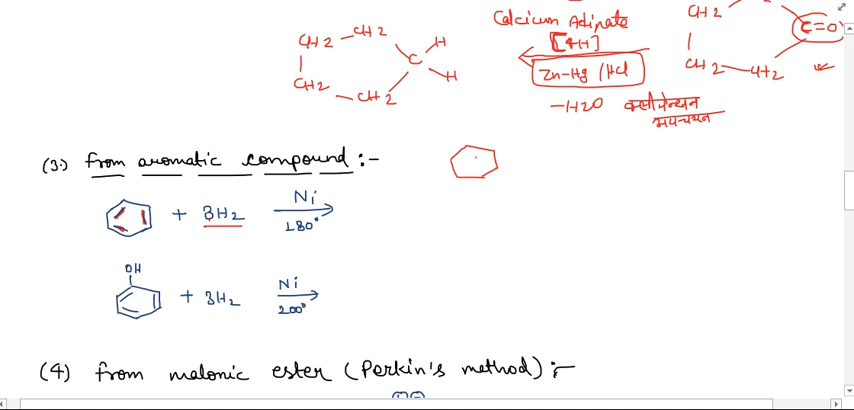 Calcium Adipate
CH2
C=O
CH2 — CH2
[4H]
C
H
H
Zn-Hg/HCl
CH2
CH2 — CH2
— CH2
-H2O
अपचयन
(3.) from aromatic compound :-
+ 3H2
Ni
180°
OH
+ 3H2
Ni
200°
(4) from malonic ester (Perkin's method) :-